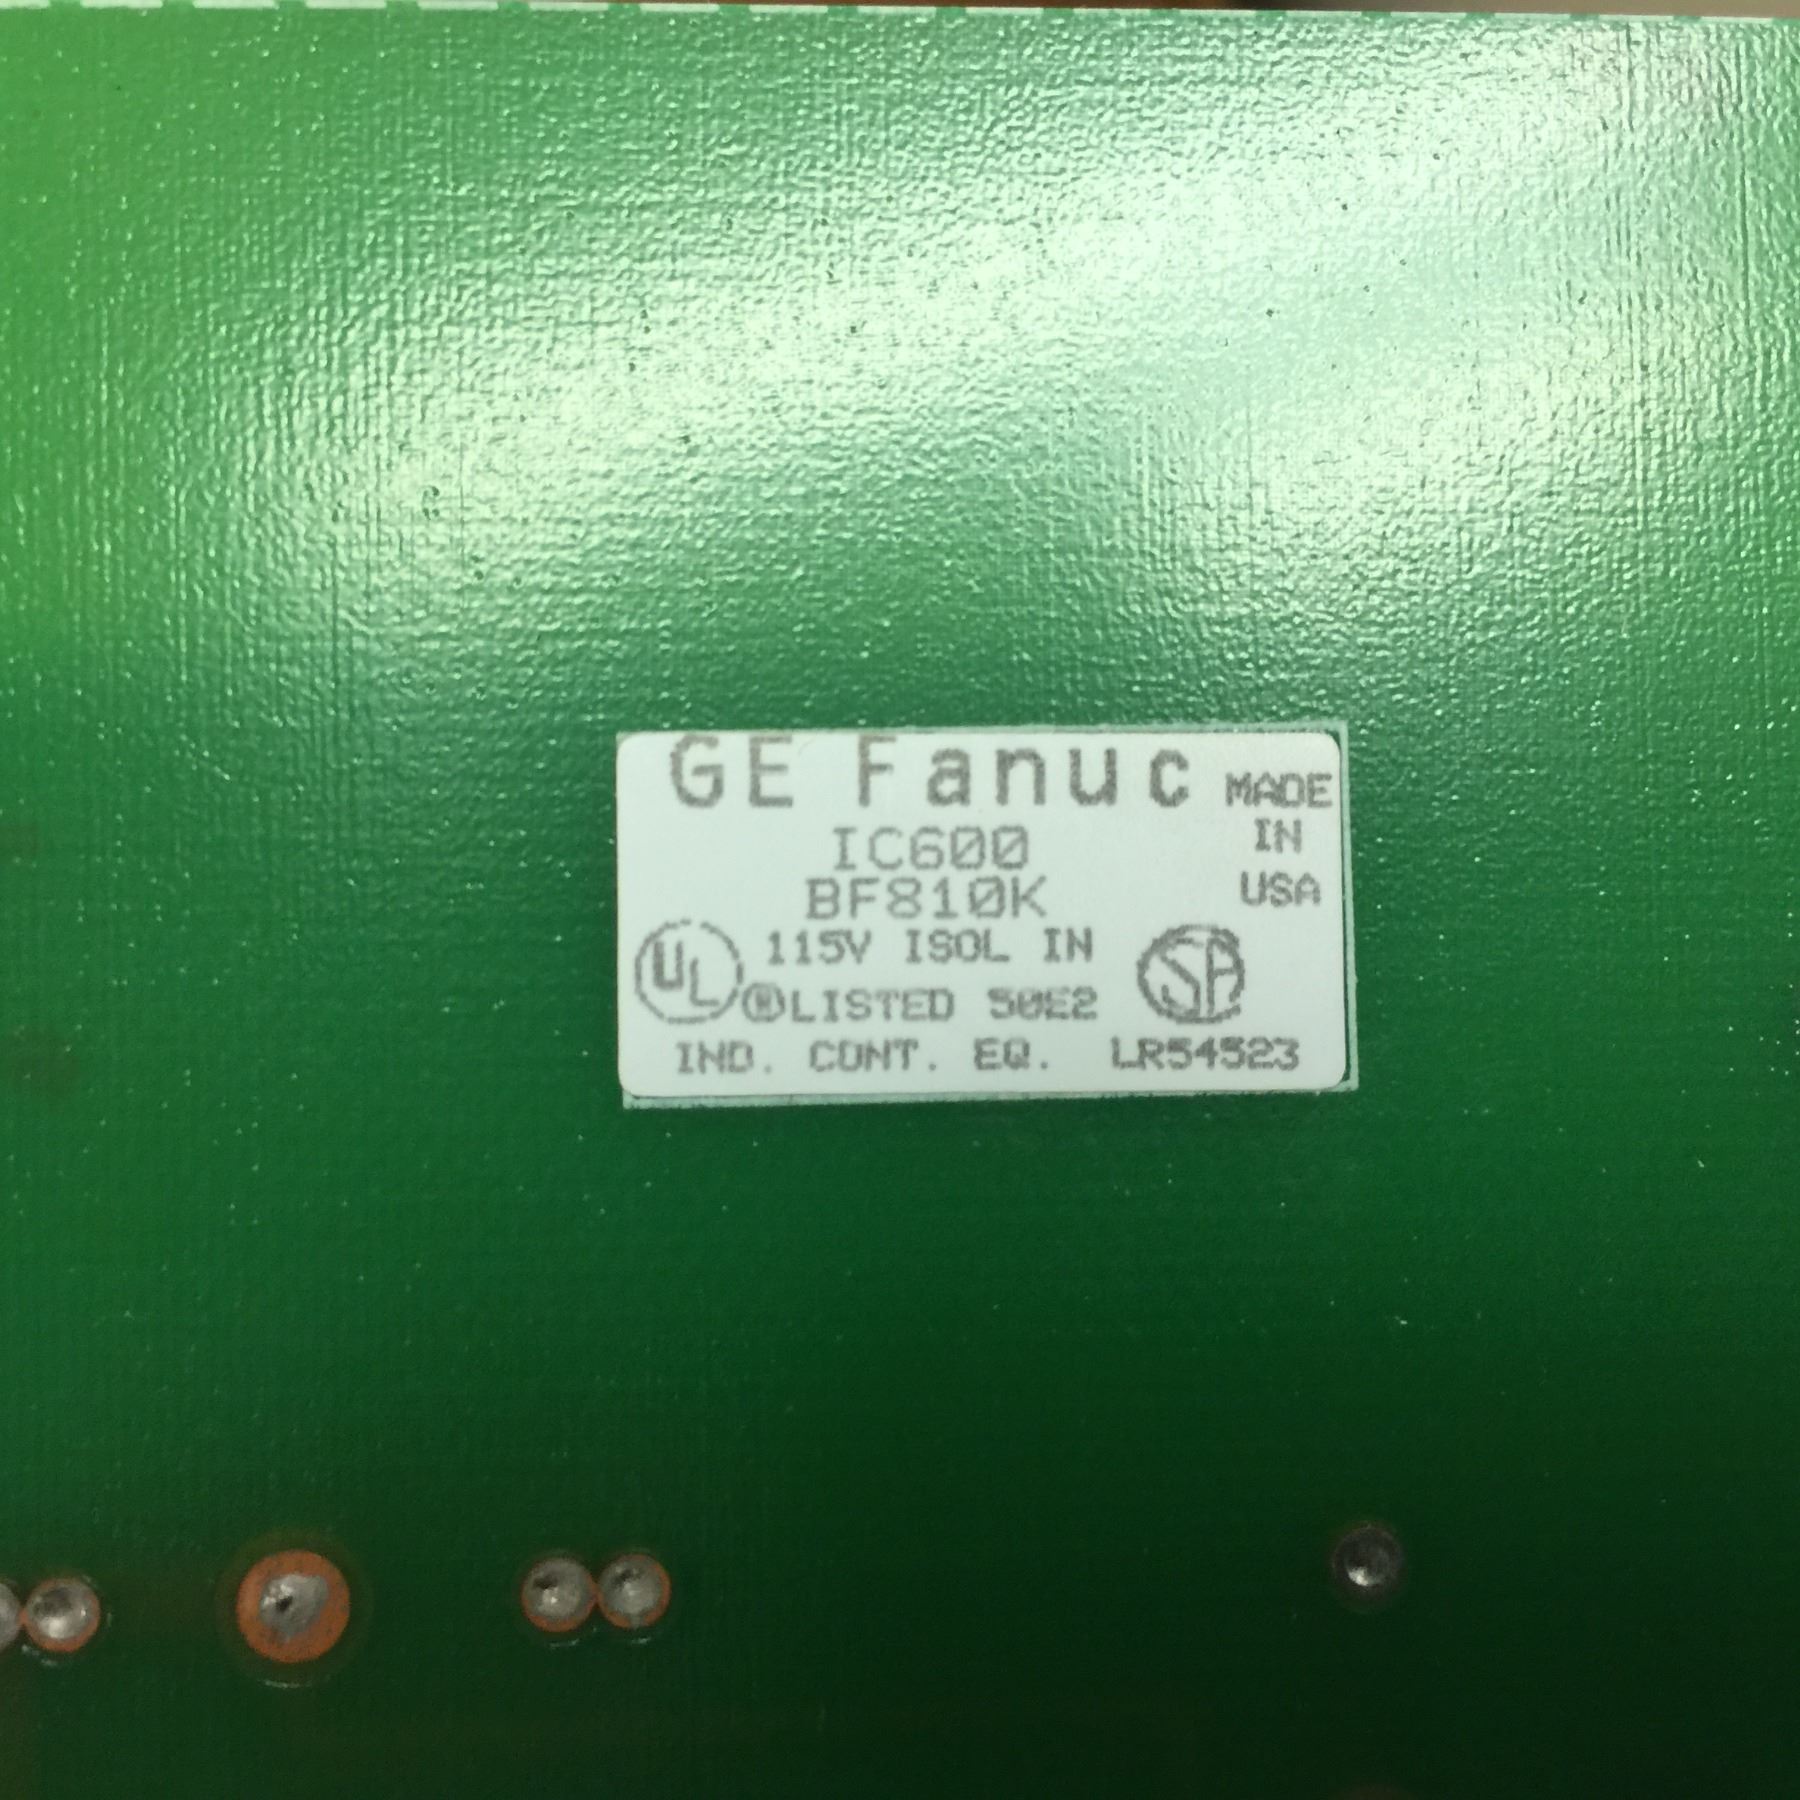 GE Fanuc
MADE
IN
USA
IC600
BF810K
UL 115V ISOL IN SA
®LISTED 50E2
IND. CONT. EQ. LR54523